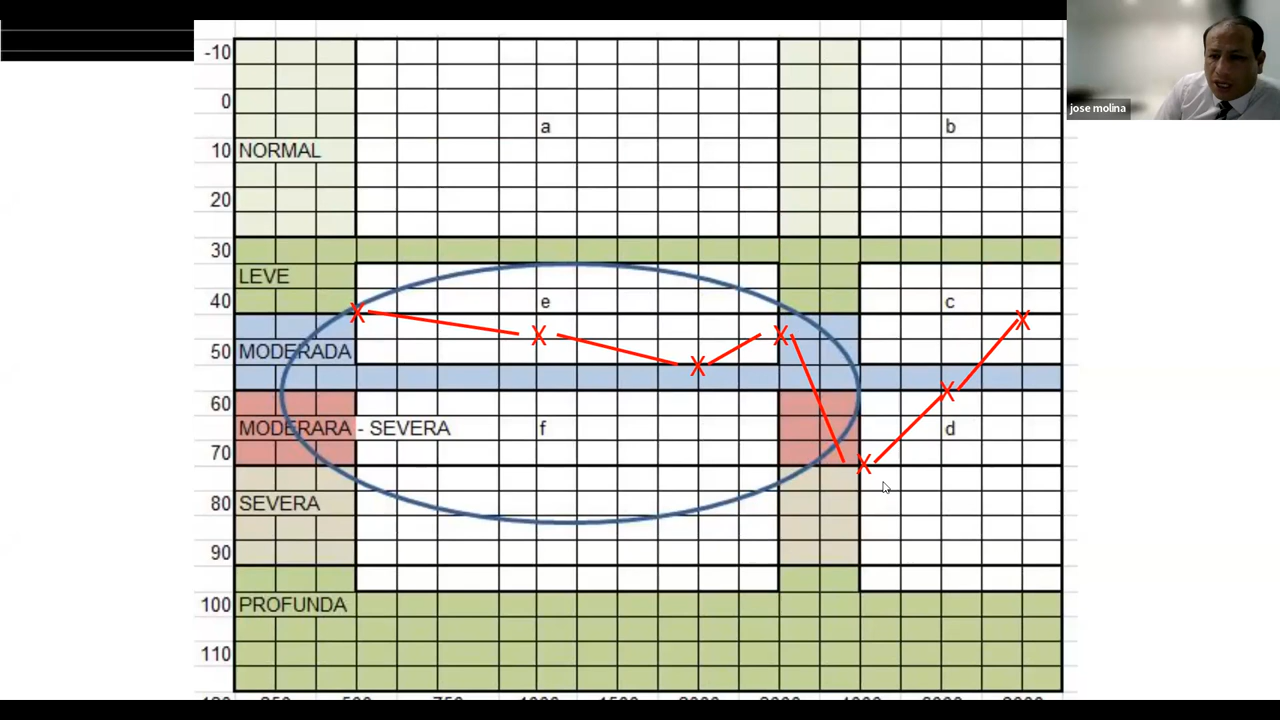 jose molina
-10
0
a b
10 NORMAL
20
30
LEVE
40 e c
50 MODERADA
60
MODERARA - SEVERA f d
70
80 SEVERA
90
100 PROFUNDA
110